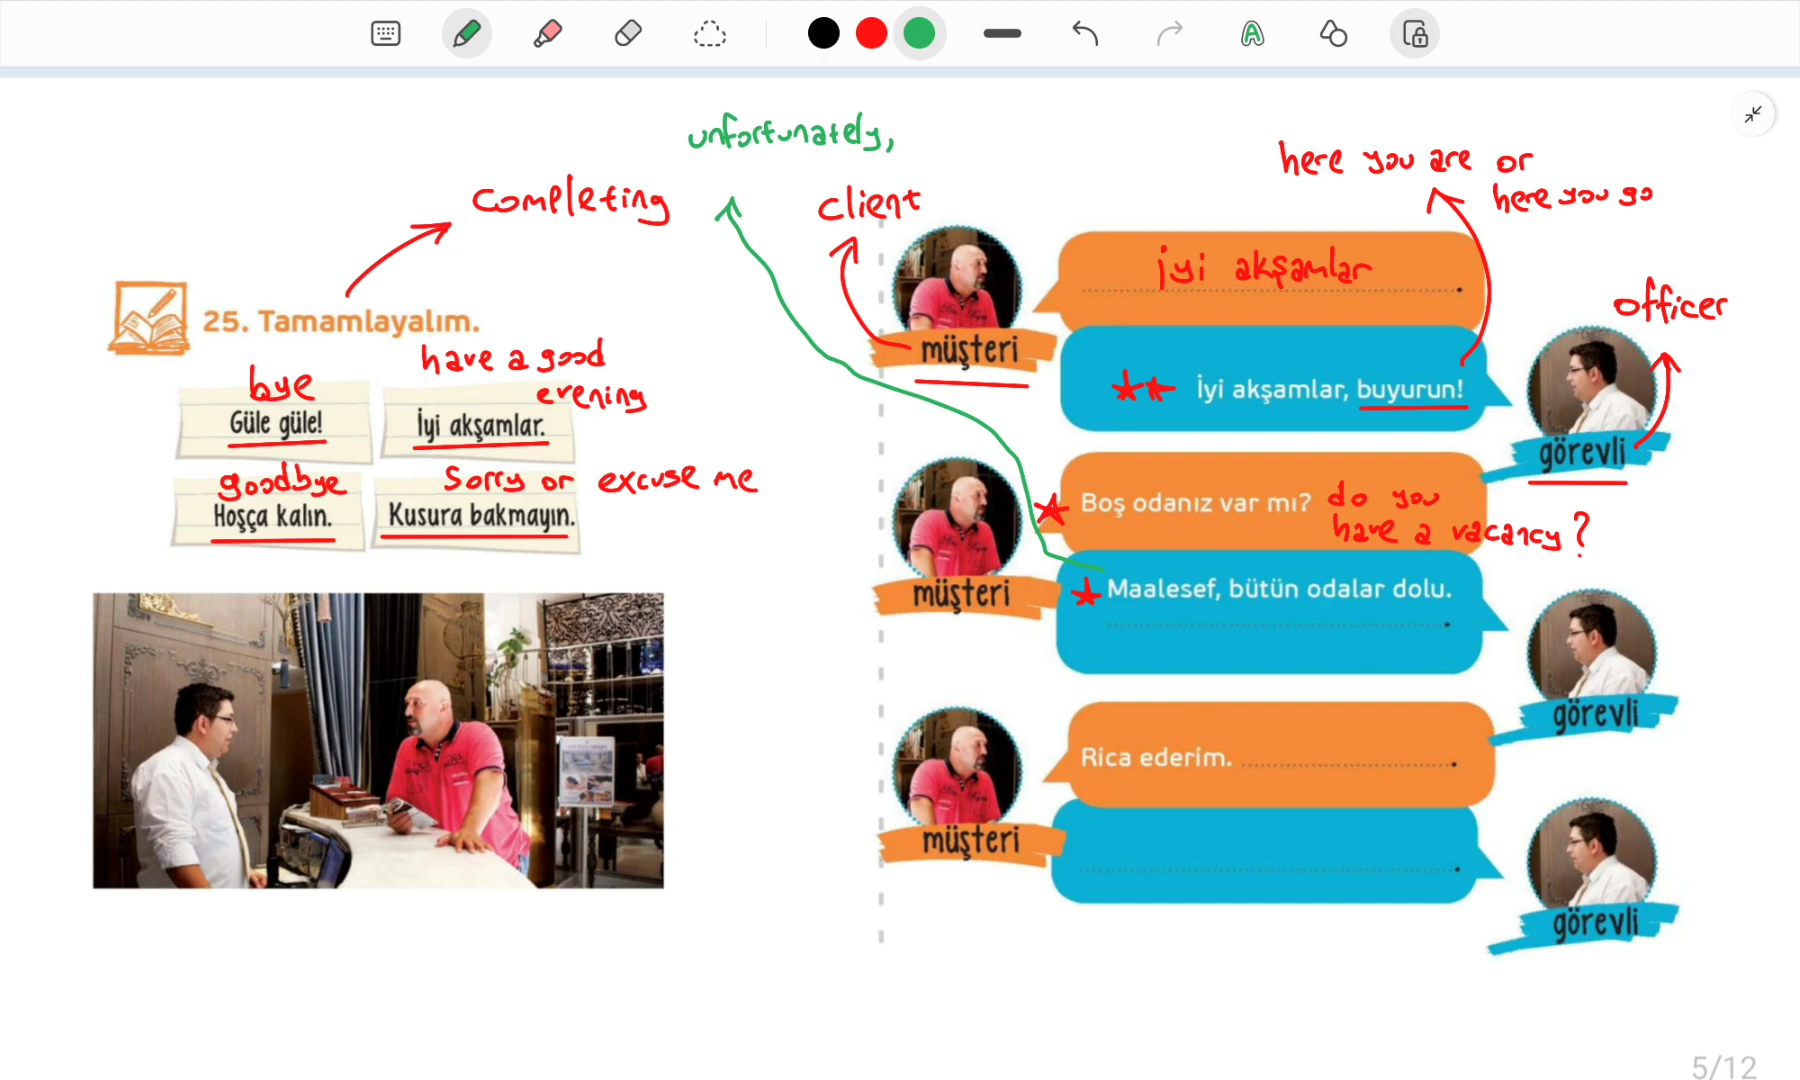 unfortunately,
completing
client
here you are or
here you go
officer
25. Tamamlayalım.
bye
have a good
evening
Güle güle!
İyi akşamlar.
goodbye
Sorry or excuse me
Hoşça kalın.
Kusura bakmayın.
iyi akşamlar
müşteri
** İyi akşamlar, buyurun!
görevli
Boş odanız var mı?
do you
have a vacancy?
müşteri
Maalesef, bütün odalar dolu.
görevli
Rica ederim.
müşteri
görevli
5/12